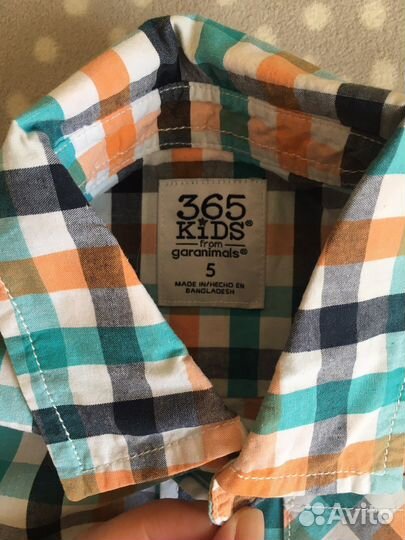 365
KIDS®
from
garanimals®
5
MADE IN/HECHO EN
BANGLADESH
Avito